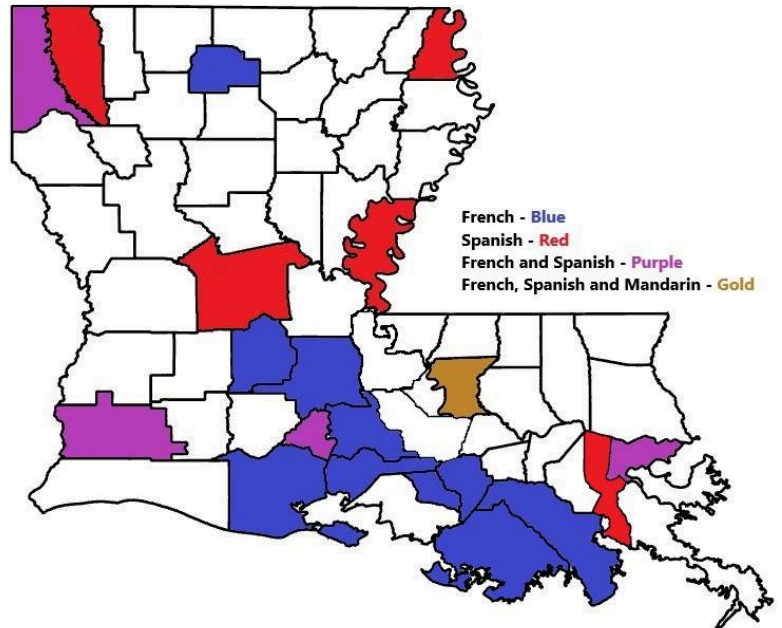 French - Blue
Spanish - Red
French and Spanish - Purple
French, Spanish and Mandarin - Gold